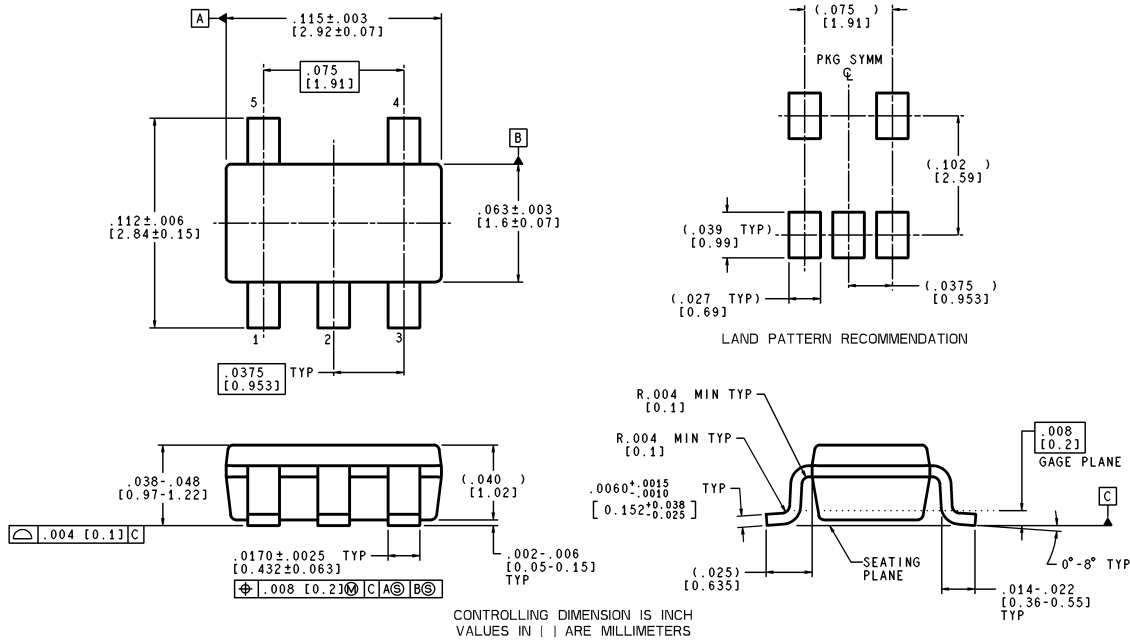 A
.115±.003
[2.92±0.07]
.075
[1.91]
5
4
B
.112±.006
[2.84±0.15]
.063±.003
[1.6±0.07]
1
2
3
.0375 TYP
[0.953]
(.075 )
[1.91]
PKG SYMM
℄
(.102 )
[2.59]
(.039 TYP)
[0.99]
(.027 TYP)
[0.69]
(.0375 )
[0.953]
LAND PATTERN RECOMMENDATION
.038-.048
[0.97-1.22]
(.040 )
[1.02]
⌓ .004 [0.1] C
.0170±.0025 TYP
[0.432±0.063]
⌖ .008 [0.2]Ⓜ C AⓈ BⓈ
.002-.006
[0.05-0.15]
TYP
R.004 MIN TYP
[0.1]
R.004 MIN TYP
[0.1]
.0060+.0015 -.0010 TYP
[0.152+0.038 -0.025]
.008
[0.2]
GAGE PLANE
C
SEATING
PLANE
(.025)
[0.635]
0°-8° TYP
.014-.022
[0.36-0.55]
TYP
CONTROLLING DIMENSION IS INCH
VALUES IN [ ] ARE MILLIMETERS